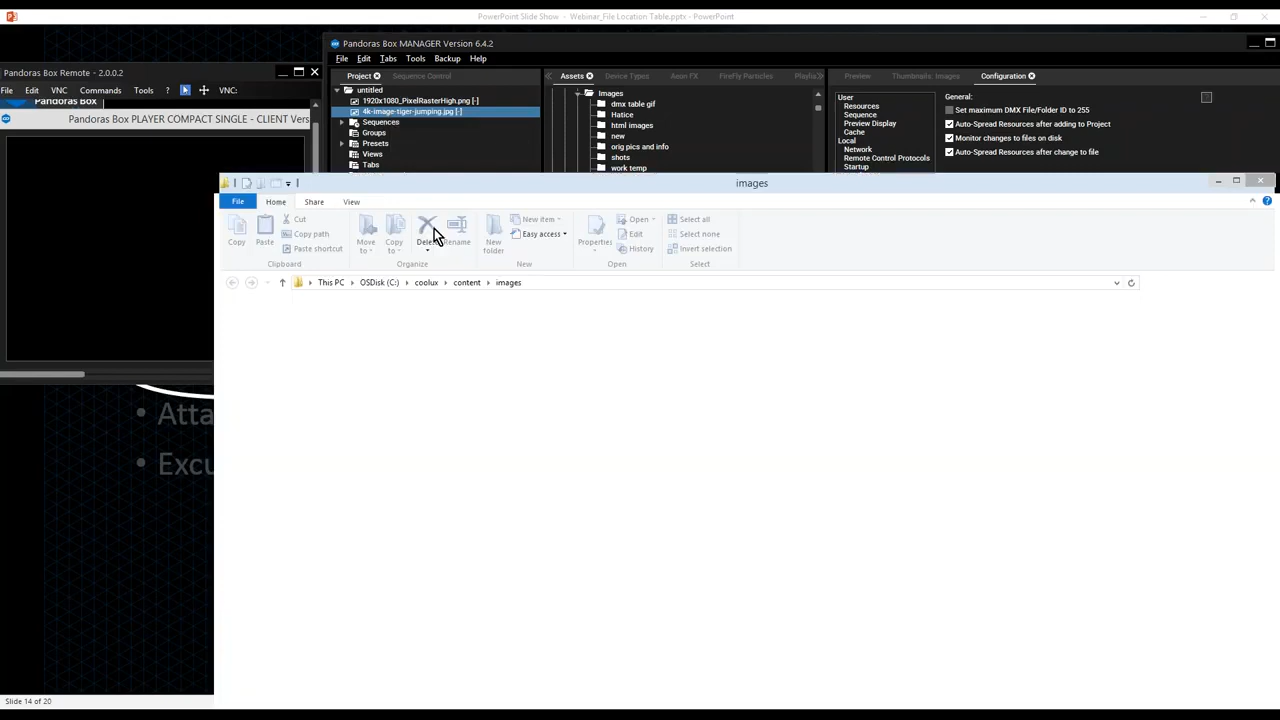 PowerPoint Slide Show - Webinar_File Location Table.pptx - PowerPoint
Pandoras Box MANAGER Version 6.4.2
File Edit Tabs Tools Backup Help
Project Sequence Control
untitled
1920x1080_PixelRasterHigh.png [-]
4k-image-tiger-jumping.jpg [-]
Sequences
Groups
Presets
Views
Tabs
Assets Device Types Aeon FX FireFly Particles Playlis
Images
dmx table gif
Hatice
html images
new
orig pics and info
shots
work temp
Preview Thumbnails: Images Configuration
User
Resources
Sequence
Preview Display
Cache
Local
Network
Remote Control Protocols
Startup
General:
Set maximum DMX File/Folder ID to 255
Auto-Spread Resources after adding to Project
Monitor changes to files on disk
Auto-Spread Resources after change to file
Pandoras Box Remote - 2.0.0.2
File Edit VNC Commands Tools ? VNC:
Pandoras Box
Pandoras Box PLAYER COMPACT SINGLE - CLIENT Vers
images
File Home Share View
Copy
Paste
Cut
Copy path
Paste shortcut
Clipboard
Move to
Copy to
Delet
Rename
Organize
New folder
New item
Easy access
New
Properties
Open
Edit
History
Open
Select all
Select none
Invert selection
Select
This PC OSDisk (C:) coolux content images
• Atta
• Excu
Slide 14 of 20